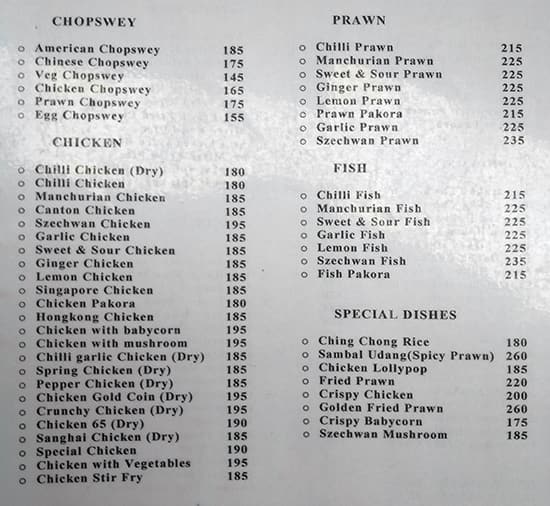 CHOPSWEY
American Chopswey 185
Chinese Chopswey 175
Veg Chopswey 145
Chicken Chopswey 165
Prawn Chopswey 175
Egg Chopswey 155
CHICKEN
Chilli Chicken (Dry) 180
Chilli Chicken 180
Manchurian Chicken 185
Canton Chicken 185
Szechwan Chicken 195
Garlic Chicken 185
Sweet & Sour Chicken 185
Ginger Chicken 185
Lemon Chicken 185
Singapore Chicken 185
Chicken Pakora 180
Hongkong Chicken 185
Chicken with babycorn 195
Chicken with mushroom 195
Chilli garlic Chicken (Dry) 185
Spring Chicken (Dry) 185
Pepper Chicken (Dry) 185
Chicken Gold Coin (Dry) 195
Crunchy Chicken (Dry) 195
Chicken 65 (Dry) 190
Sanghai Chicken (Dry) 185
Special Chicken 190
Chicken with Vegetables 195
Chicken Stir Fry 185
PRAWN
Chilli Prawn 215
Manchurian Prawn 225
Sweet & Sour Prawn 225
Ginger Prawn 225
Lemon Prawn 225
Prawn Pakora 215
Garlic Prawn 225
Szechwan Prawn 235
FISH
Chilli Fish 215
Manchurian Fish 225
Sweet & Sour Fish 225
Garlic Fish 225
Lemon Fish 225
Szechwan Fish 235
Fish Pakora 215
SPECIAL DISHES
Ching Chong Rice 180
Sambal Udang(Spicy Prawn) 260
Chicken Lollypop 185
Fried Prawn 220
Crispy Chicken 200
Golden Fried Prawn 260
Crispy Babycorn 175
Szechwan Mushroom 185